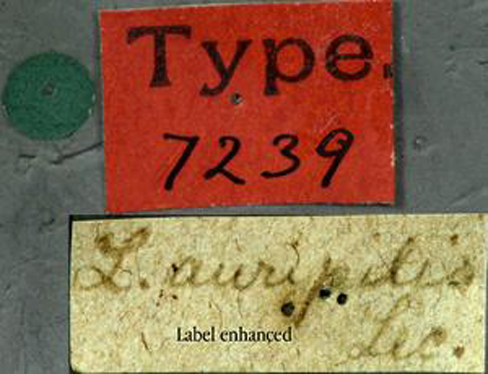 Type.
7239
L. auripilis
Lec.
Label enhanced